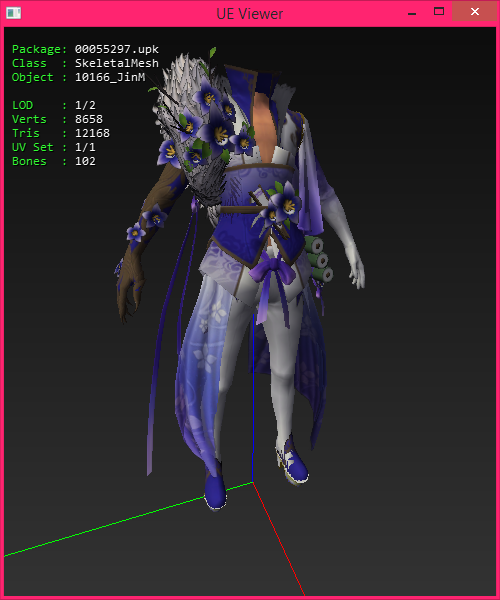 UE Viewer
Package: 00055297.upk
Class  : SkeletalMesh
Object : 10166_JinM
LOD    : 1/2
Verts  : 8658
Tris   : 12168
UV Set : 1/1
Bones  : 102